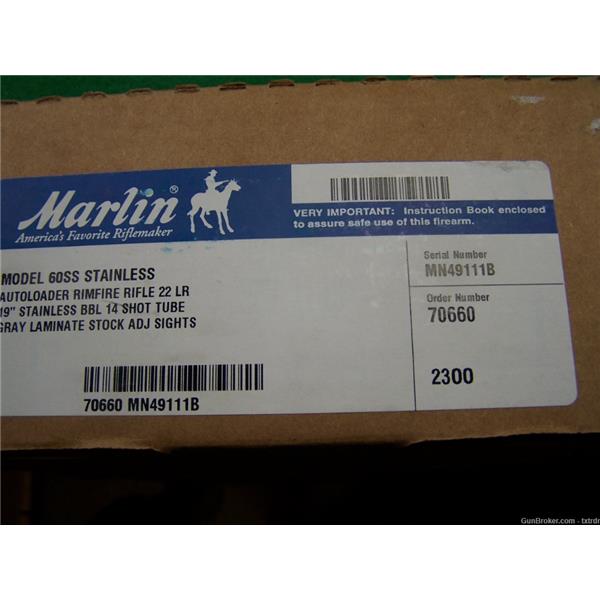 Marlin®
America's Favorite Riflemaker
VERY IMPORTANT: Instruction Book enclosed
to assure safe use of this firearm.
MODEL 60SS STAINLESS
AUTOLOADER RIMFIRE RIFLE 22 LR
19" STAINLESS BBL 14 SHOT TUBE
GRAY LAMINATE STOCK ADJ SIGHTS
70660 MN49111B
Serial Number
MN49111B
Order Number
70660
2300
GunBroker.com - txtrdr